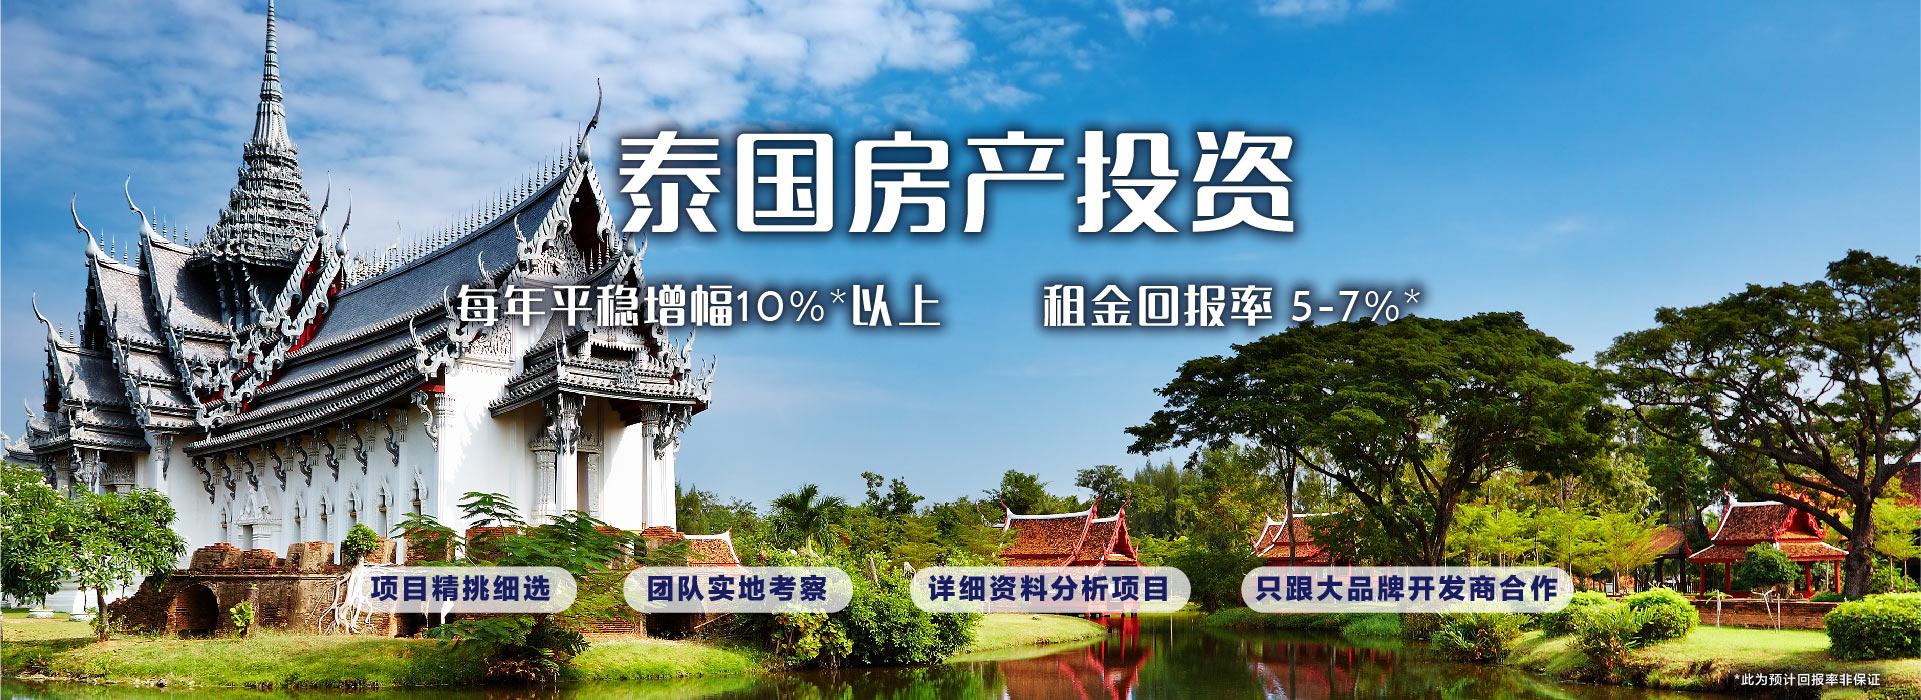 泰国房产投资
每年平稳增幅10%*以上 租金回报率 5-7%*
项目精挑细选 团队实地考察 详细资料分析项目 只跟大品牌开发商合作
*此为预计回报率非保证